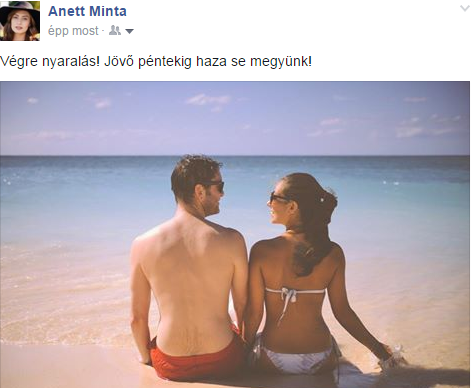 Anett Minta
épp most ·
Végre nyaralás! Jövő péntekig haza se megyünk!